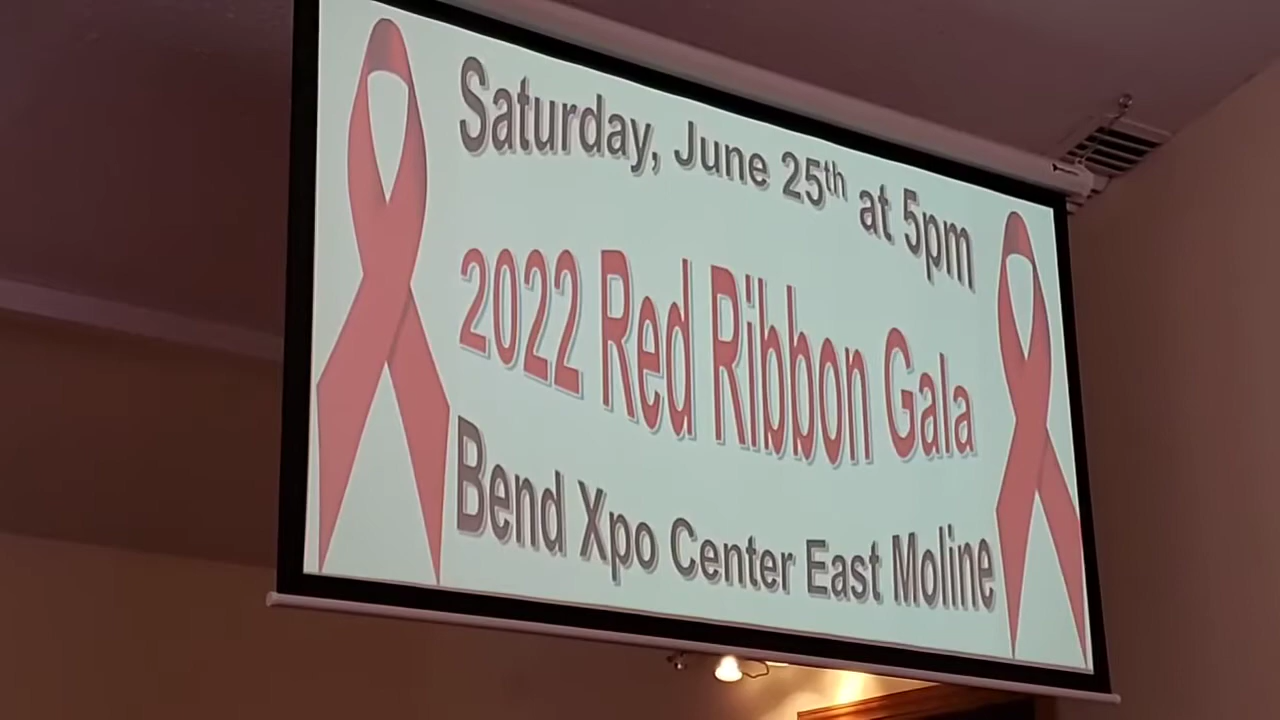 Saturday, June 25th at 5pm
2022 Red Ribbon Gala
Bend Xpo Center East Moline